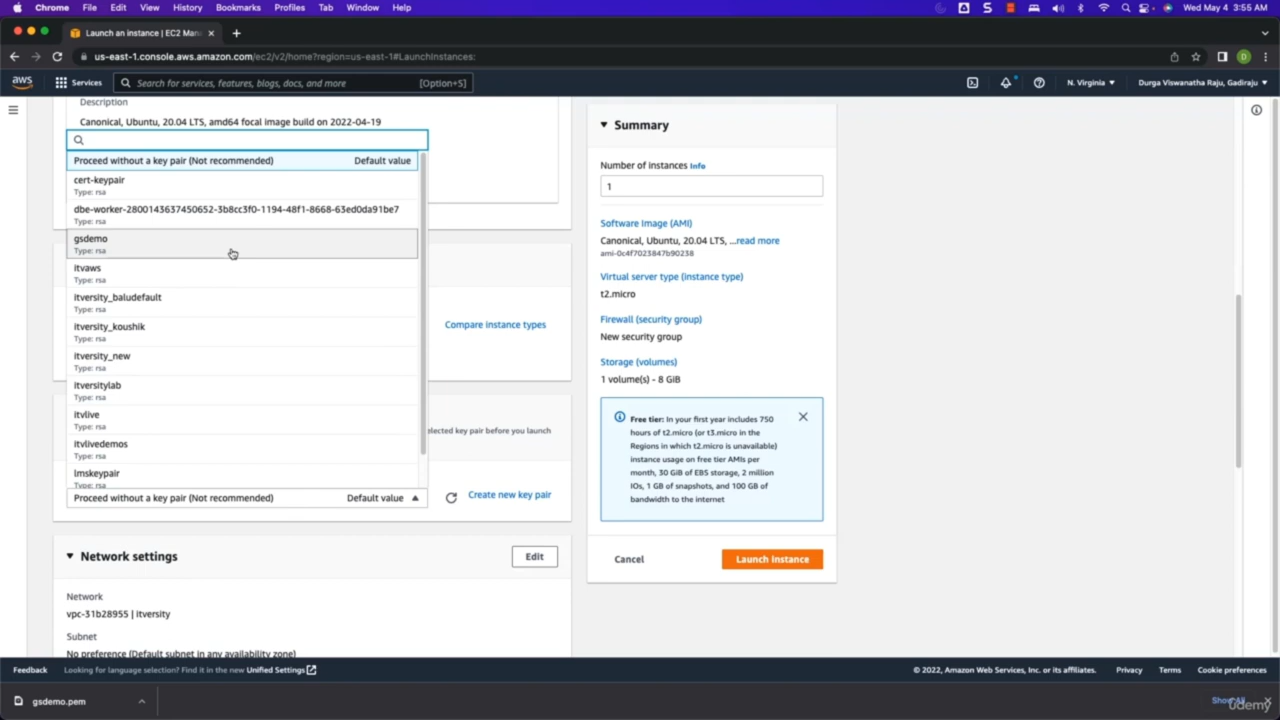 Chrome File Edit View History Bookmarks Profiles Tab Window Help
Wed May 4 3:55 AM
Launch an instance | EC2 Man
us-east-1.console.aws.amazon.com/ec2/v2/home?region=us-east-1#LaunchInstances:
D
aws
Services
Search for services, features, blogs, docs, and more
[Option+S]
N. Virginia
Durga Viswanatha Raju, Gadiraju
Description
Canonical, Ubuntu, 20.04 LTS, amd64 focal image build on 2022-04-19
Proceed without a key pair (Not recommended)
Default value
cert-keypair
Type: rsa
dbe-worker-2800143637450652-3b8cc3f0-1194-48f1-8668-63ed0da91be7
Type: rsa
gsdemo
Type: rsa
itvaws
Type: rsa
itversity_baludefault
Type: rsa
itversity_koushik
Type: rsa
itversity_new
Type: rsa
itversitylab
Type: rsa
itvlive
Type: rsa
itvlivedemos
Type: rsa
lmskeypair
Type: rsa
Compare instance types
elected key pair before you launch
Proceed without a key pair (Not recommended)
Default value
Create new key pair
Network settings
Edit
Network
vpc-31b28955 | itversity
Subnet
No preference (Default subnet in any availability zone)
Summary
Number of instances Info
1
Software Image (AMI)
Canonical, Ubuntu, 20.04 LTS, ...read more
ami-0c4f7023847b90238
Virtual server type (instance type)
t2.micro
Firewall (security group)
New security group
Storage (volumes)
1 volume(s) - 8 GiB
Free tier: In your first year includes 750
hours of t2.micro (or t3.micro in the
Regions in which t2.micro is unavailable)
instance usage on free tier AMIs per
month, 30 GiB of EBS storage, 2 million
IOs, 1 GB of snapshots, and 100 GB of
bandwidth to the internet
Cancel
Launch instance
Feedback
Looking for language selection? Find it in the new Unified Settings
© 2022, Amazon Web Services, Inc. or its affiliates.
Privacy
Terms
Cookie preferences
gsdemo.pem
Show All
udemy